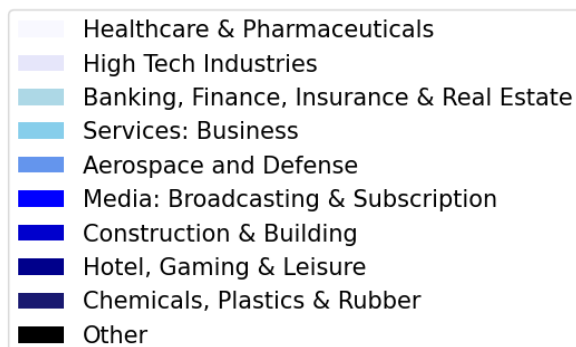 Healthcare & Pharmaceuticals
High Tech Industries
Banking, Finance, Insurance & Real Estate
Services: Business
Aerospace and Defense
Media: Broadcasting & Subscription
Construction & Building
Hotel, Gaming & Leisure
Chemicals, Plastics & Rubber
Other